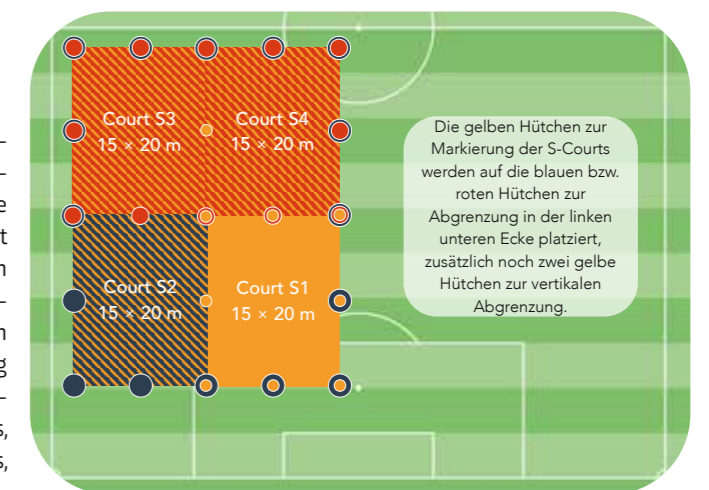 e
t
n
n
g
s,
s,
Court S3
15 × 20 m
Court S4
15 × 20 m
Court S2
15 × 20 m
Court S1
15 × 20 m
Die gelben Hütchen zur
Markierung der S-Courts
werden auf die blauen bzw.
roten Hütchen zur
Abgrenzung in der linken
unteren Ecke platziert,
zusätzlich noch zwei gelbe
Hütchen zur vertikalen
Abgrenzung.